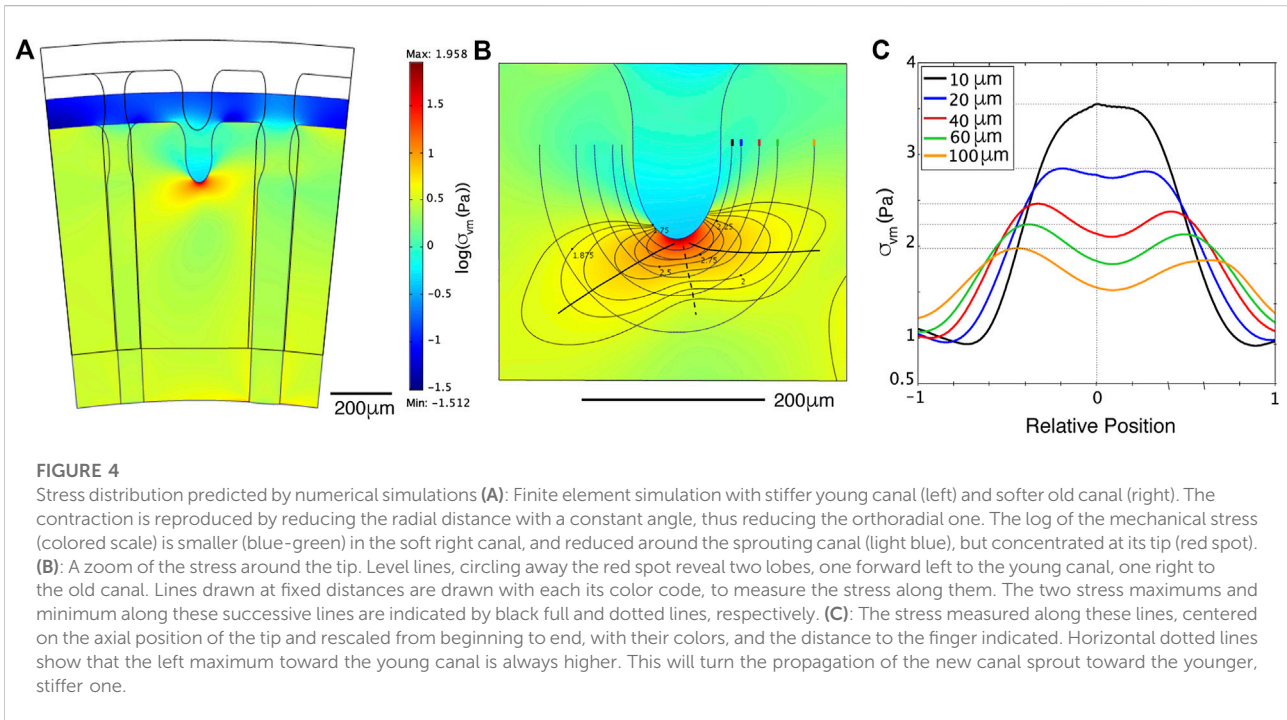 A
Max: 1.958
1.5
1
0.5
0
-0.5
-1
-1.5
Min: -1.512
log(σvm(Pa))
200µm
B
1.875
.75
2.25
2.75
2.5
2
200µm
C
10 µm
20 µm
40 µm
60 µm
100µm
4
3
2
1
0.5
σvm (Pa)
-1
0
1
Relative Position
FIGURE 4
Stress distribution predicted by numerical simulations (A): Finite element simulation with stiffer young canal (left) and softer old canal (right). The
contraction is reproduced by reducing the radial distance with a constant angle, thus reducing the orthoradial one. The log of the mechanical stress
(colored scale) is smaller (blue-green) in the soft right canal, and reduced around the sprouting canal (light blue), but concentrated at its tip (red spot).
(B): A zoom of the stress around the tip. Level lines, circling away the red spot reveal two lobes, one forward left to the young canal, one right to
the old canal. Lines drawn at fixed distances are drawn with each its color code, to measure the stress along them. The two stress maximums and
minimum along these successive lines are indicated by black full and dotted lines, respectively. (C): The stress measured along these lines, centered
on the axial position of the tip and rescaled from beginning to end, with their colors, and the distance to the finger indicated. Horizontal dotted lines
show that the left maximum toward the young canal is always higher. This will turn the propagation of the new canal sprout toward the younger,
stiffer one.